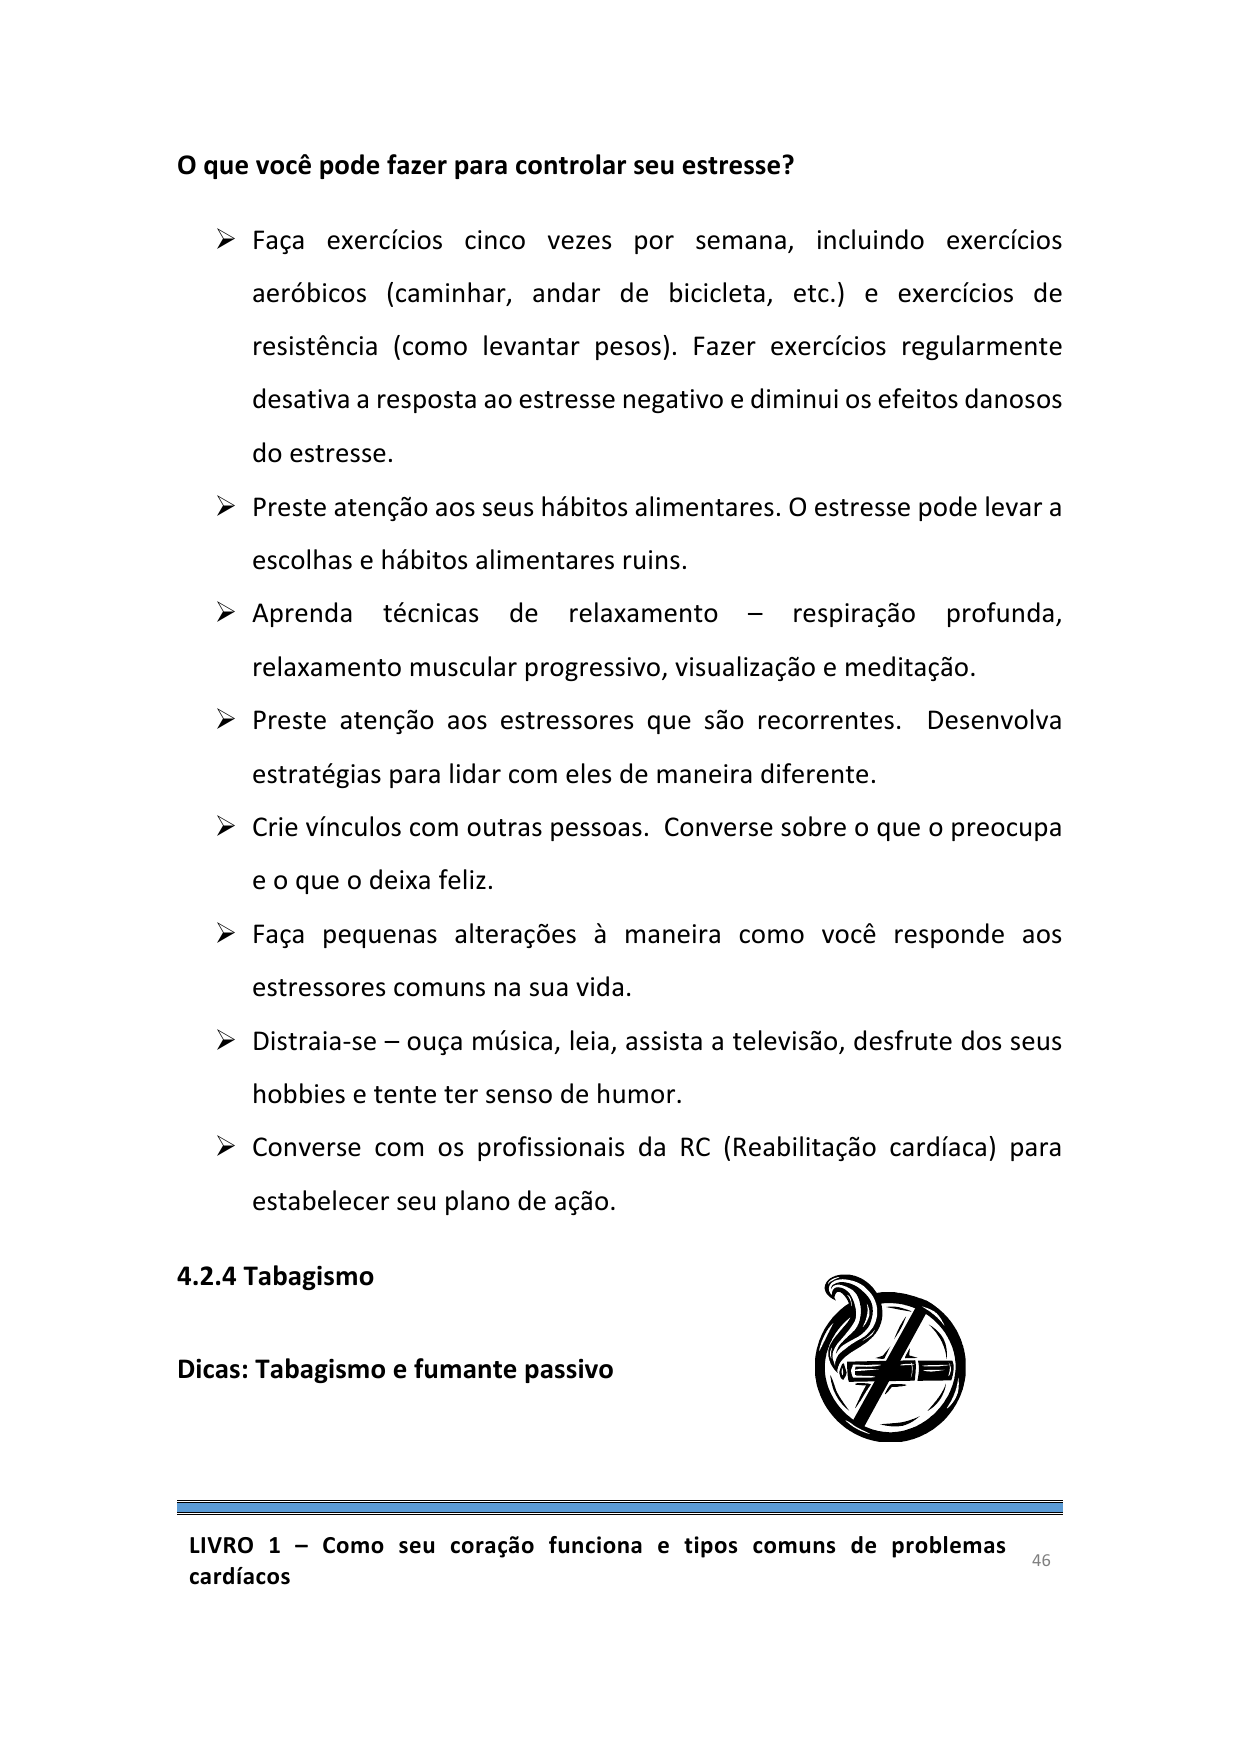 O que você pode fazer para controlar seu estresse?
➢ Faça exercícios cinco vezes por semana, incluindo exercícios
aeróbicos (caminhar, andar de bicicleta, etc.) e exercícios de
resistência (como levantar pesos). Fazer exercícios regularmente
desativa a resposta ao estresse negativo e diminui os efeitos danosos
do estresse.
➢ Preste atenção aos seus hábitos alimentares. O estresse pode levar a
escolhas e hábitos alimentares ruins.
➢ Aprenda técnicas de relaxamento – respiração profunda,
relaxamento muscular progressivo, visualização e meditação.
➢ Preste atenção aos estressores que são recorrentes. Desenvolva
estratégias para lidar com eles de maneira diferente.
➢ Crie vínculos com outras pessoas. Converse sobre o que o preocupa
e o que o deixa feliz.
➢ Faça pequenas alterações à maneira como você responde aos
estressores comuns na sua vida.
➢ Distraia-se – ouça música, leia, assista a televisão, desfrute dos seus
hobbies e tente ter senso de humor.
➢ Converse com os profissionais da RC (Reabilitação cardíaca) para
estabelecer seu plano de ação.
4.2.4 Tabagismo
Dicas: Tabagismo e fumante passivo
LIVRO 1 – Como seu coração funciona e tipos comuns de problemas
cardíacos
46